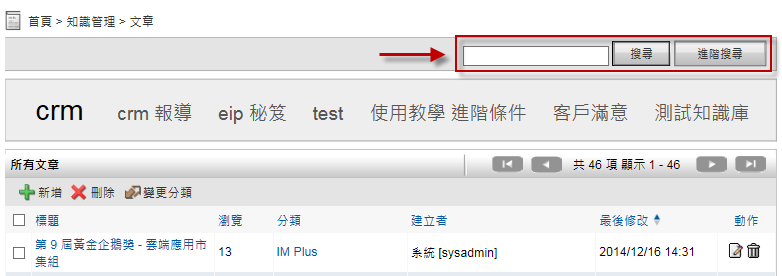 首頁 > 知識管理 > 文章
搜尋 進階搜尋
crm crm 報導 eip 秘笈 test 使用教學 進階條件 客戶滿意 測試知識庫
所有文章 共 46 項 顯示 1 - 46
新增 刪除 變更分類
標題 瀏覽 分類 建立者 最後修改 動作
第 9 屆黃金企鵝獎 - 雲端應用市 13 IM Plus 系統 [sysadmin] 2014/12/16 14:31
集組